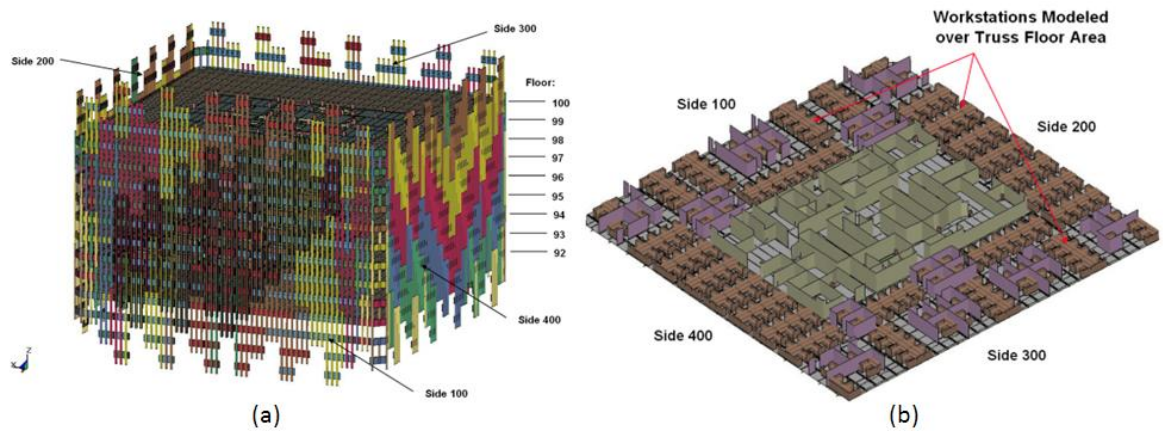 Side 300
Side 200
Floor:
100
99
98
97
96
95
94
93
92
Side 400
Side 100
Z
X
(a)
Workstations Modeled
over Truss Floor Area
Side 100
Side 200
Side 400
Side 300
(b)